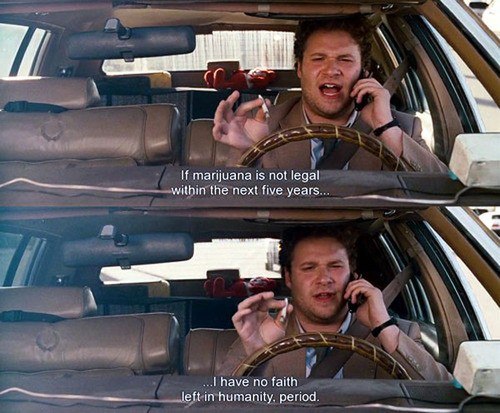 If marijuana is not legal
within the next five years...
...I have no faith
left in humanity, period.